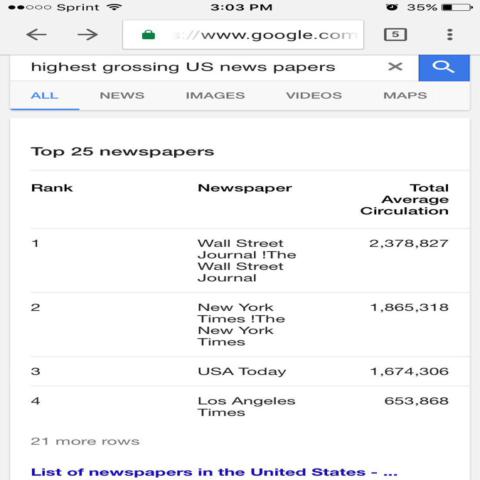 Sprint 3:03 PM 35%
s://www.google.com 5
highest grossing US news papers
ALL NEWS IMAGES VIDEOS MAPS
Top 25 newspapers
Rank Newspaper Total
Average
Circulation
1 Wall Street 2,378,827
Journal !The
Wall Street
Journal
2 New York 1,865,318
Times !The
New York
Times
3 USA Today 1,674,306
4 Los Angeles 653,868
Times
21 more rows
List of newspapers in the United States - ...